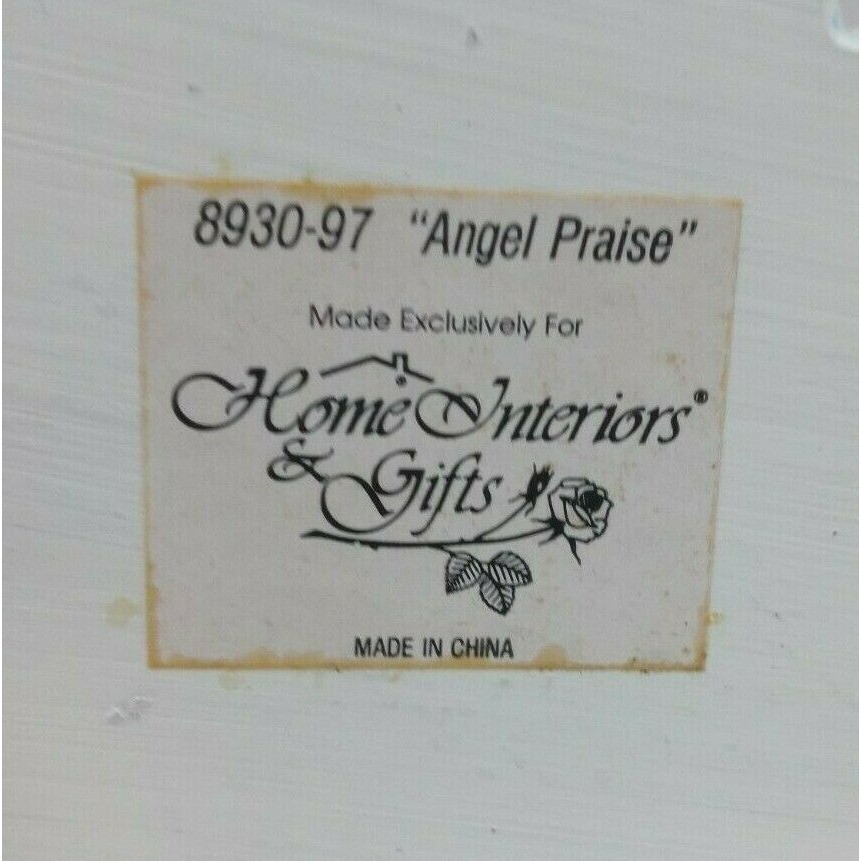 8930-97 "Angel Praise"
Made Exclusively For
Home Interiors®
& Gifts
MADE IN CHINA